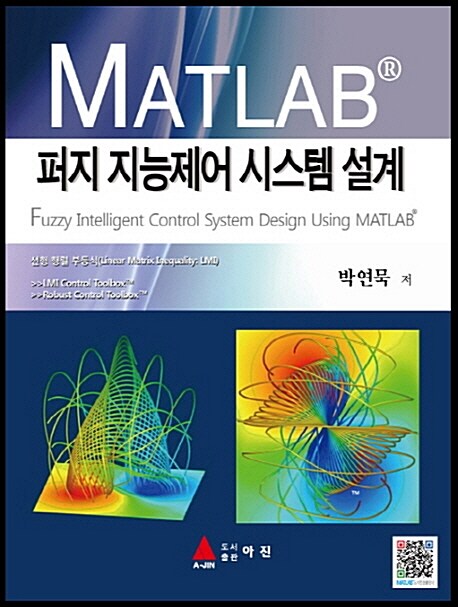 MATLAB®
퍼지 지능제어 시스템 설계
Fuzzy Intelligent Control System Design Using MATLAB®
선형 행렬 부등식(Linear Matrix Inequality: LMI)
>>LMI Control Toolbox™
>>Robust Control Toolbox™
박연묵 저
TM
A-JIN
도서
출판
아진